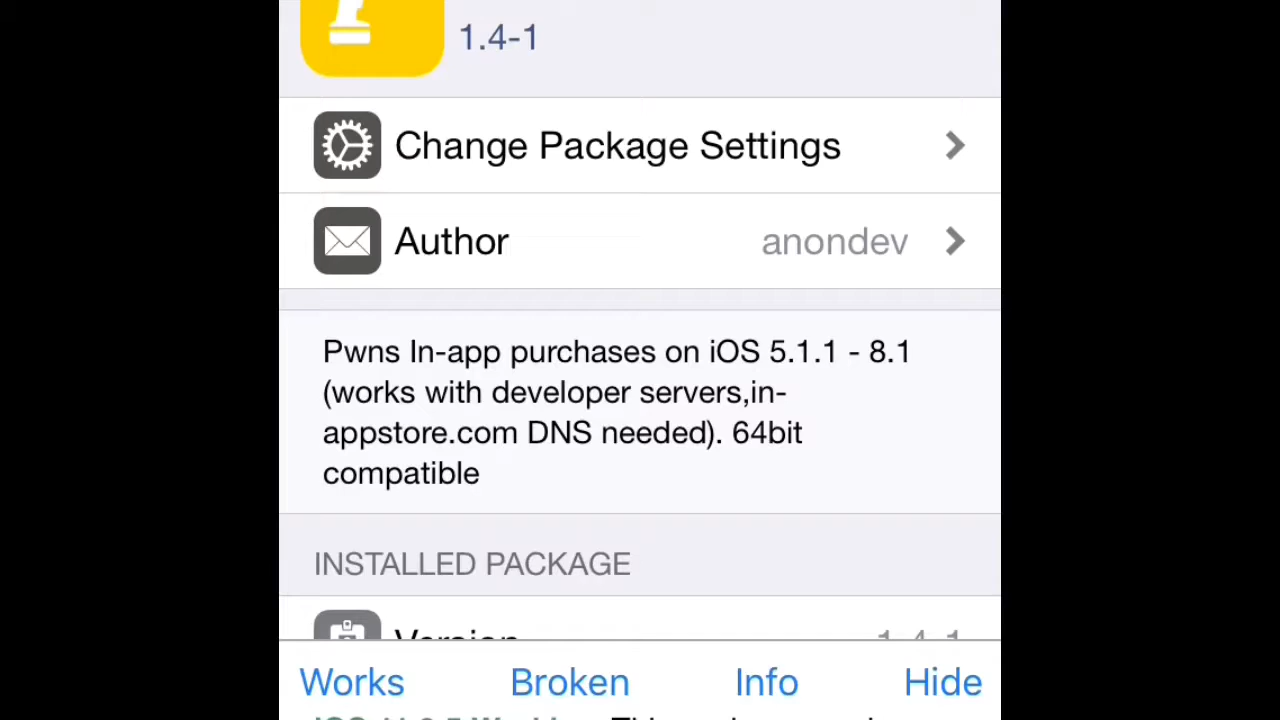 1.4-1
Change Package Settings
Author anondev
Pwns In-app purchases on iOS 5.1.1 - 8.1
(works with developer servers,in-
appstore.com DNS needed). 64bit
compatible
INSTALLED PACKAGE
Version 1.4-1
Works Broken Info Hide